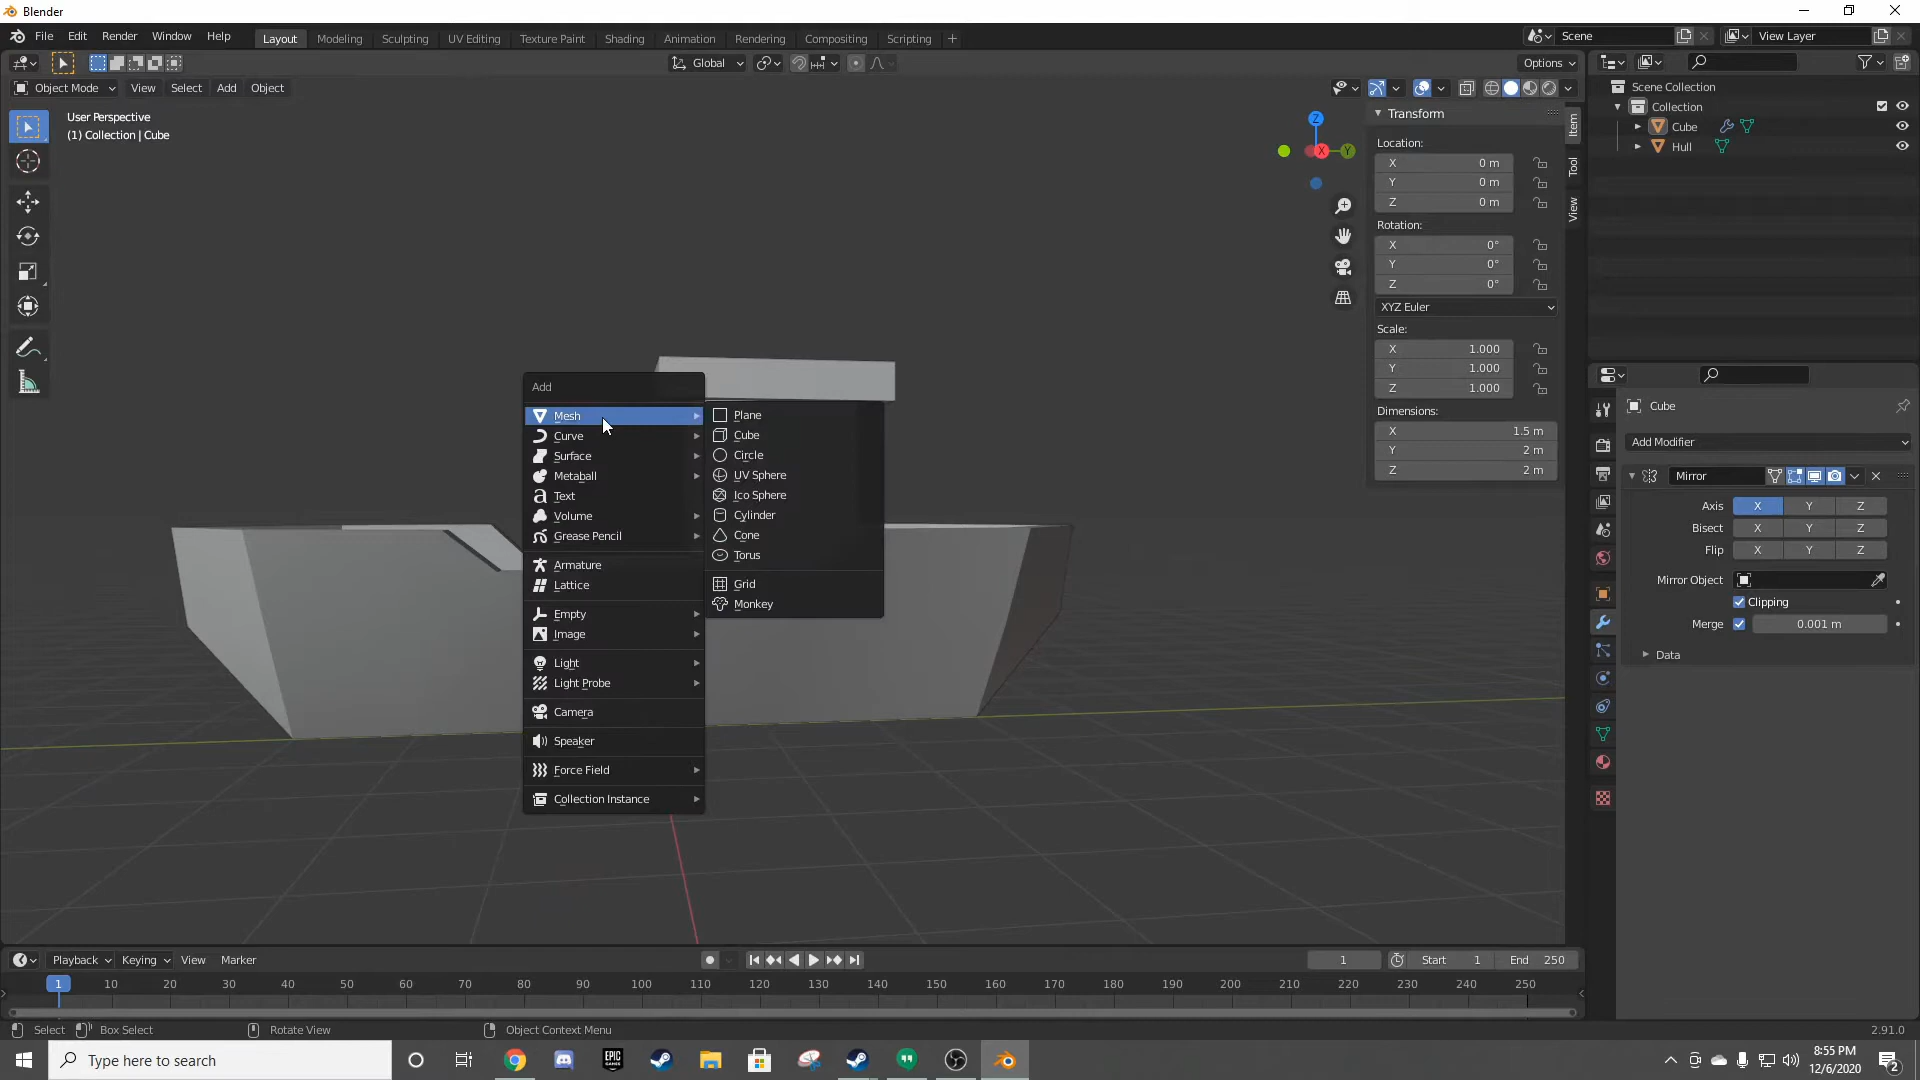 Blender
File Edit Render Window Help
Layout Modeling Sculpting UV Editing Texture Paint Shading Animation Rendering Compositing Scripting +
Scene
View Layer
Global
Options
Object Mode View Select Add Object
User Perspective
(1) Collection | Cube
Z
X
Y
Item
Tool
View
Transform
Location:
X 0 m
Y 0 m
Z 0 m
Rotation:
X 0°
Y 0°
Z 0°
XYZ Euler
Scale:
X 1.000
Y 1.000
Z 1.000
Dimensions:
X 1.5 m
Y 2 m
Z 2 m
Scene Collection
Collection
Cube
Hull
Cube
Add Modifier
Mirror
Axis X Y Z
Bisect X Y Z
Flip X Y Z
Mirror Object
Clipping
Merge 0.001 m
Data
Add
Mesh
Curve
Surface
Metaball
Text
Volume
Grease Pencil
Armature
Lattice
Empty
Image
Light
Light Probe
Camera
Speaker
Force Field
Collection Instance
Plane
Cube
Circle
UV Sphere
Ico Sphere
Cylinder
Cone
Torus
Grid
Monkey
Playback Keying View Marker
1
Start 1
End 250
1 10 20 30 40 50 60 70 80 90 100 110 120 130 140 150 160 170 180 190 200 210 220 230 240 250
Select Box Select Rotate View Object Context Menu 2.91.0
Type here to search
EPIC GAMES
8:55 PM
12/6/2020
2